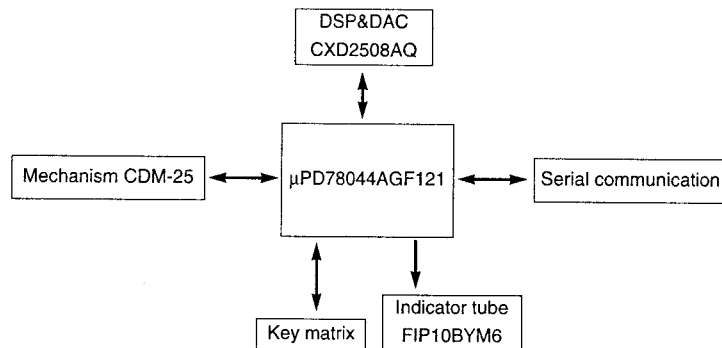 DSP&DAC
CXD2508AQ
Mechanism CDM-25
μPD78044AGF121
Serial communication
Key matrix
Indicator tube
FIP10BYM6